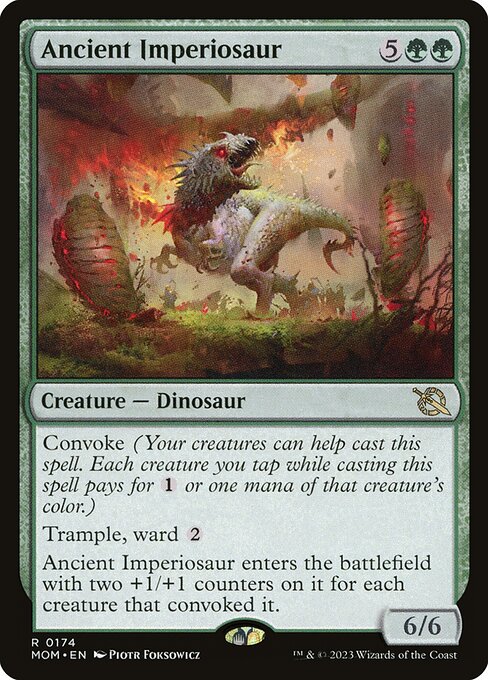 Ancient Imperiosaur 5
Creature — Dinosaur
Convoke (Your creatures can help cast this
spell. Each creature you tap while casting this
spell pays for 1 or one mana of that creature's
color.)
Trample, ward 2
Ancient Imperiosaur enters the battlefield
with two +1/+1 counters on it for each
creature that convoked it.
6/6
R 0174
MOM • EN Piotr Foksowicz
™ & © 2023 Wizards of the Coast